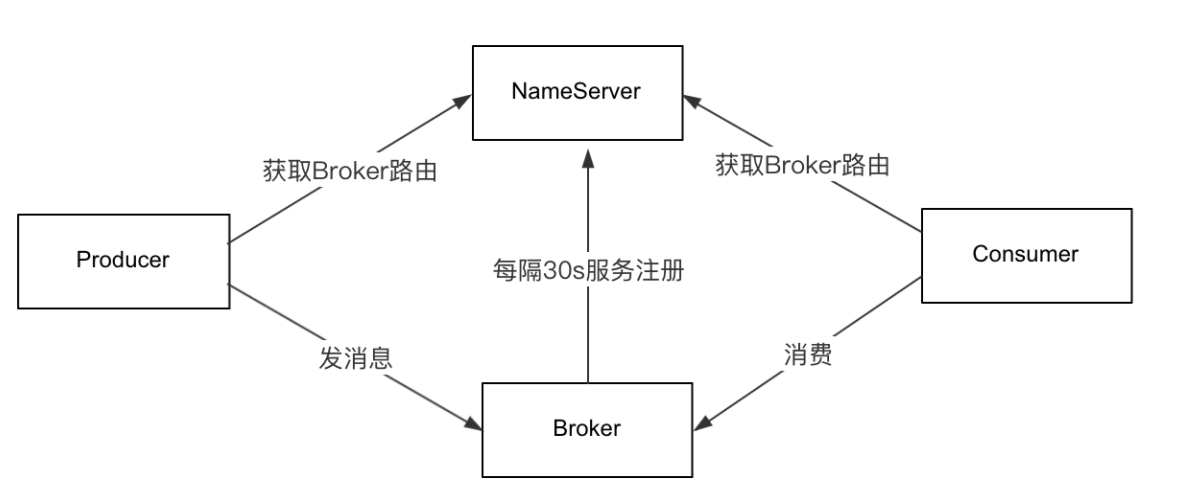 NameServer
获取Broker路由
获取Broker路由
Producer
Consumer
每隔30s服务注册
发消息
消费
Broker